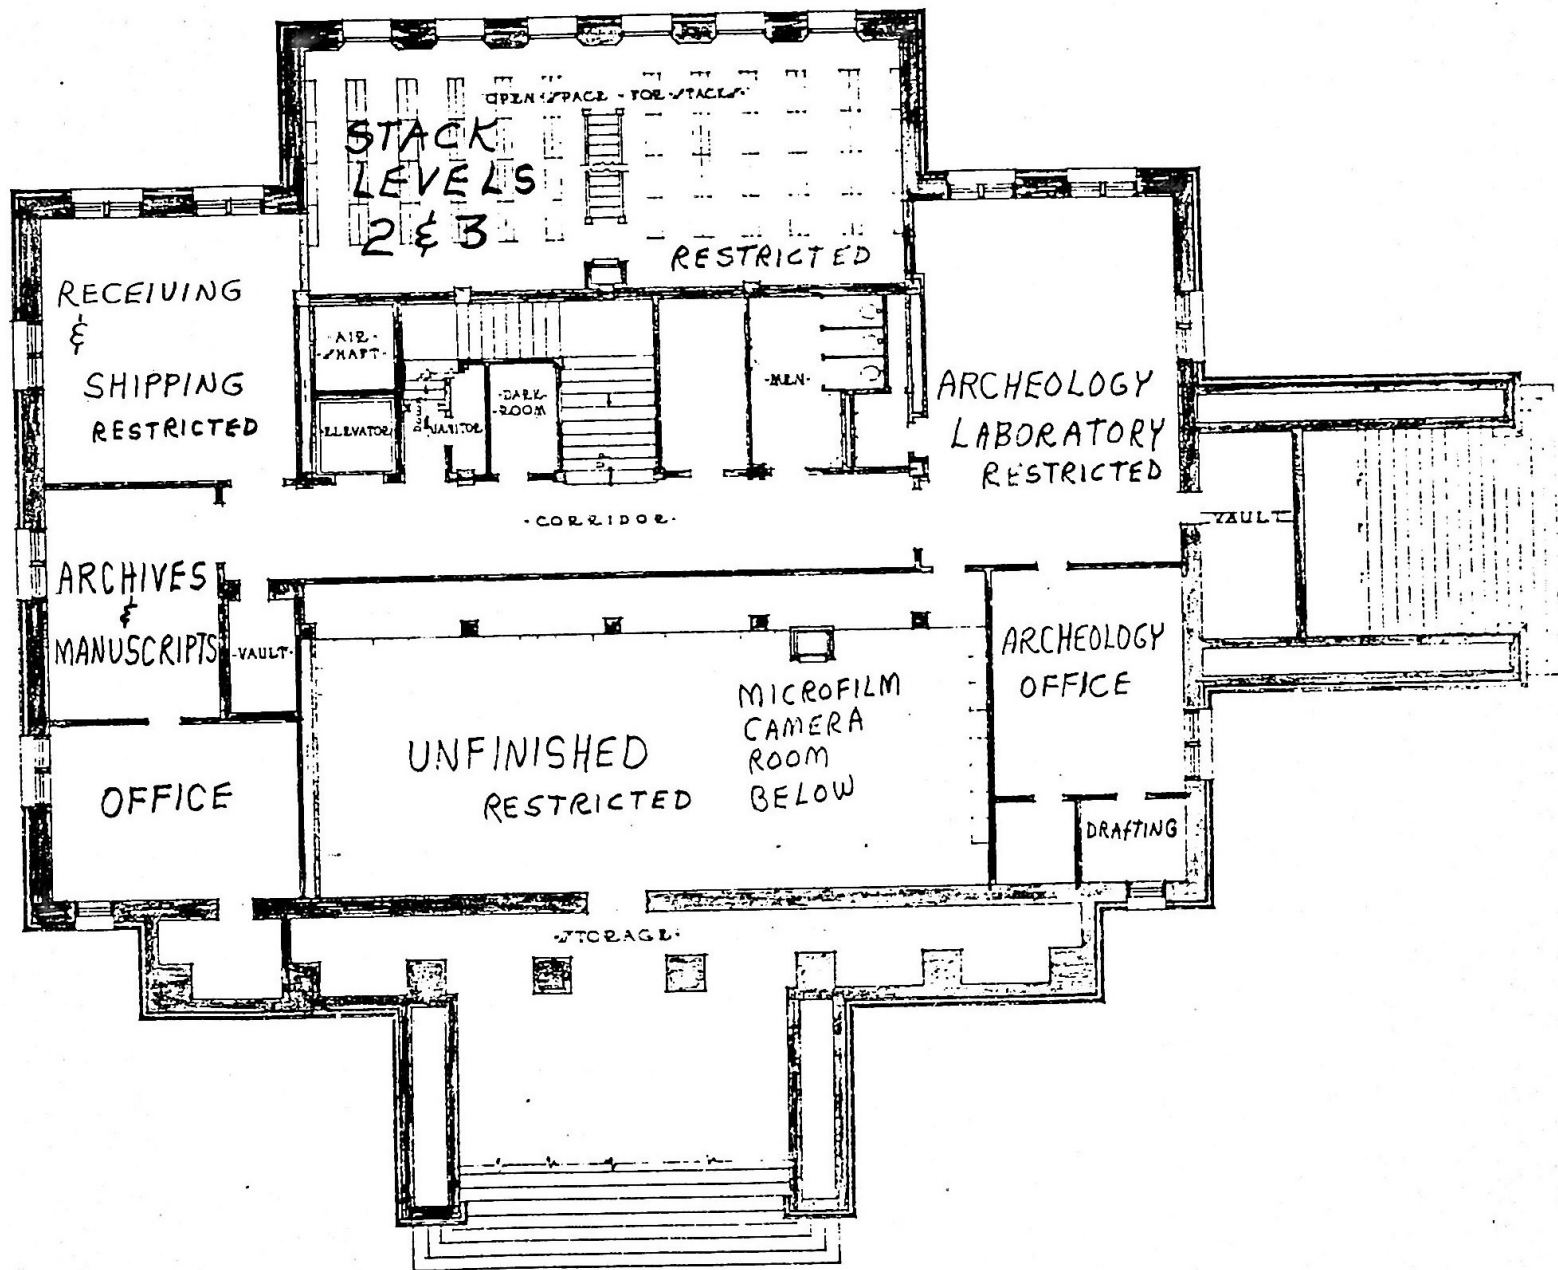 ·OPEN·SPACE·FOR·STACKS·
STACK
LEVELS
2 & 3
RESTRICTED
RECEIVING
&
SHIPPING
RESTRICTED
·AIR·
·SHAFT·
·ELEVATOR·
JANITOR
·DARK·
·ROOM·
UP
·MEN·
ARCHEOLOGY
LABORATORY
RESTRICTED
·CORRIDOR·
·VAULT·
ARCHIVES
&
MANUSCRIPTS
·VAULT·
ARCHEOLOGY
OFFICE
MICROFILM
CAMERA
ROOM
BELOW
UNFINISHED
RESTRICTED
OFFICE
DRAFTING
·STORAGE·